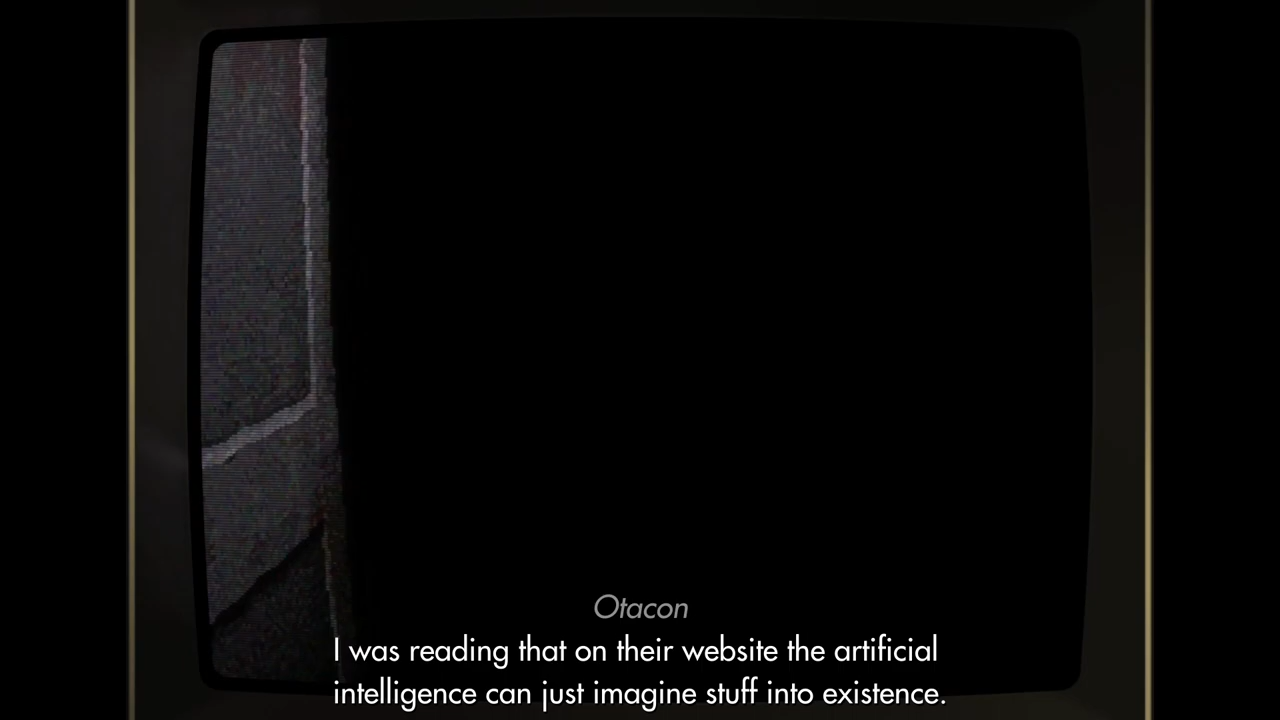 Otacon
I was reading that on their website the artificial
intelligence can just imagine stuff into existence.